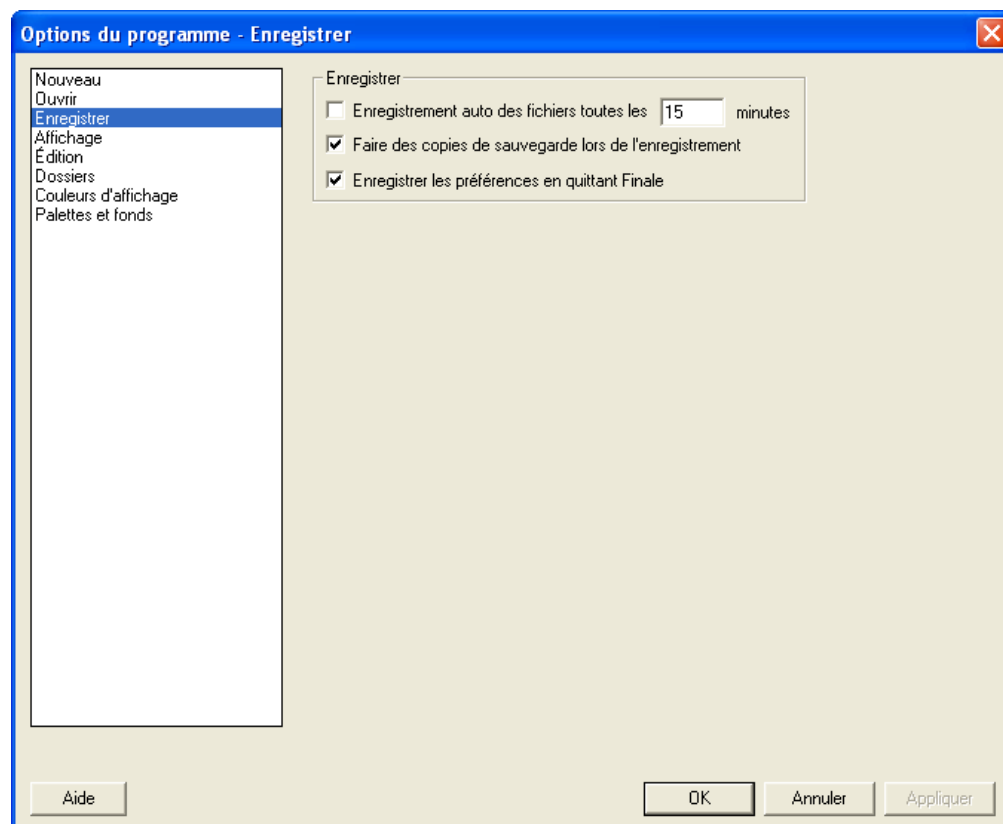 Options du programme - Enregistrer
Nouveau
Ouvrir
Enregistrer
Affichage
Édition
Dossiers
Couleurs d'affichage
Palettes et fonds
Enregistrer
Enregistrement auto des fichiers toutes les 15 minutes
Faire des copies de sauvegarde lors de l'enregistrement
Enregistrer les préférences en quittant Finale
Aide OK Annuler Appliquer